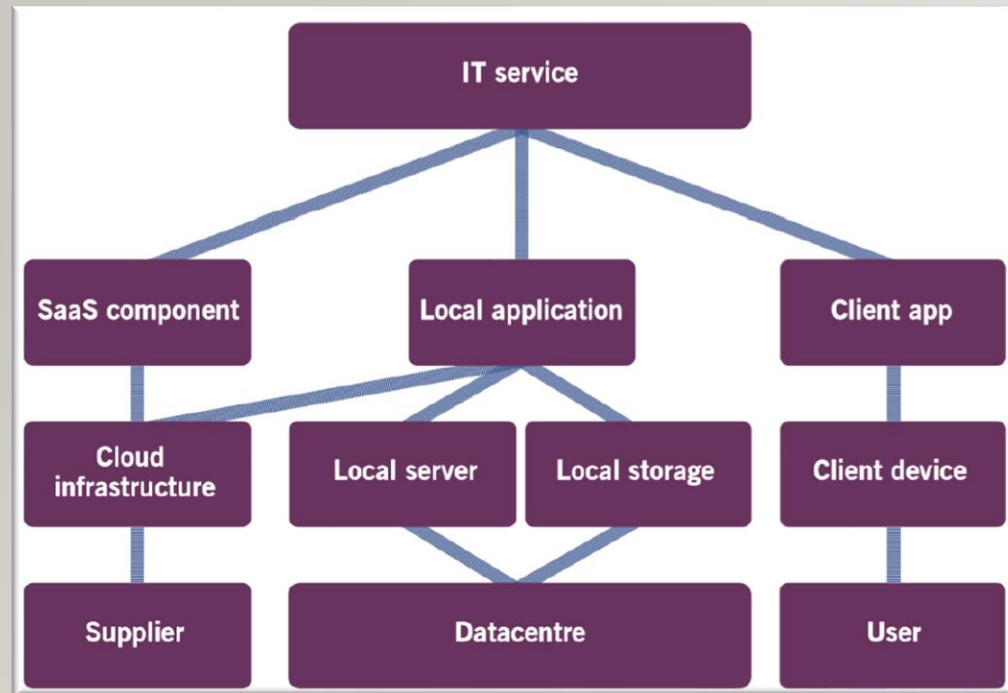 IT service
SaaS component
Local application
Client app
Cloud
infrastructure
Local server
Local storage
Client device
Supplier
Datacentre
User